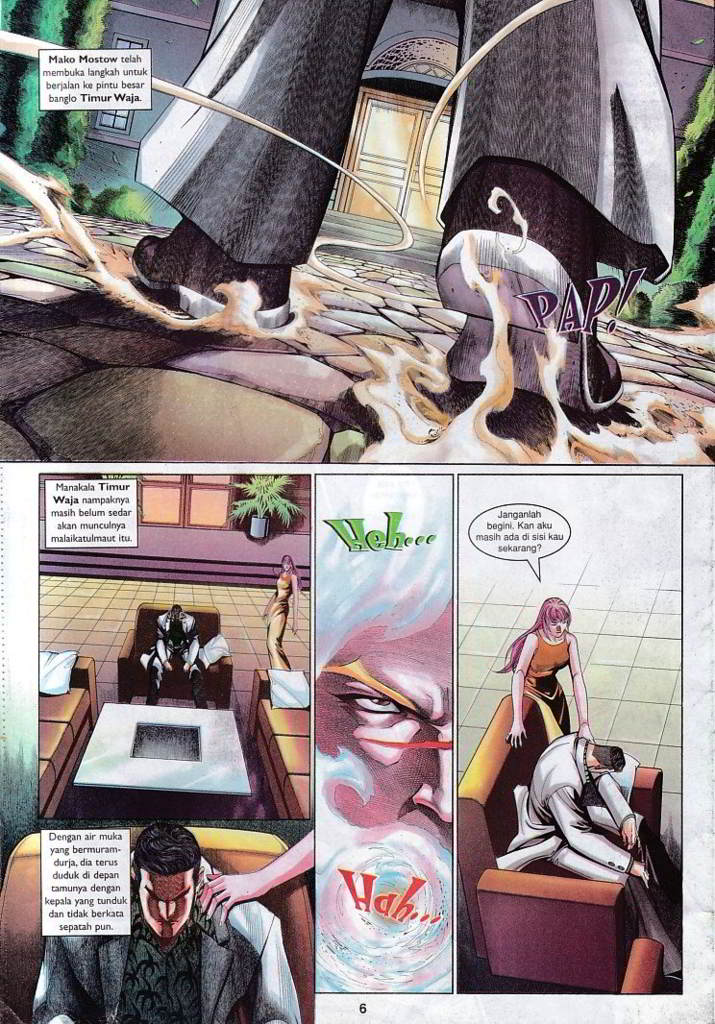 Mako Mostow telah
membuka langkah untuk
berjalan ke pintu besar
banglo Timur Waja.
PAP!
Manakala Timur
Waja nampaknya
masih belum sedar
akan munculnya
malaikatulmaut itu.
Heh...
Hah...
Janganlah
begini. Kan aku
masih ada di sisi kau
sekarang?
Dengan air muka
yang bermuram-
durja, dia terus
duduk di depan
tamunya dengan
kepala yang tunduk
dan tidak berkata
sepatah pun.
6